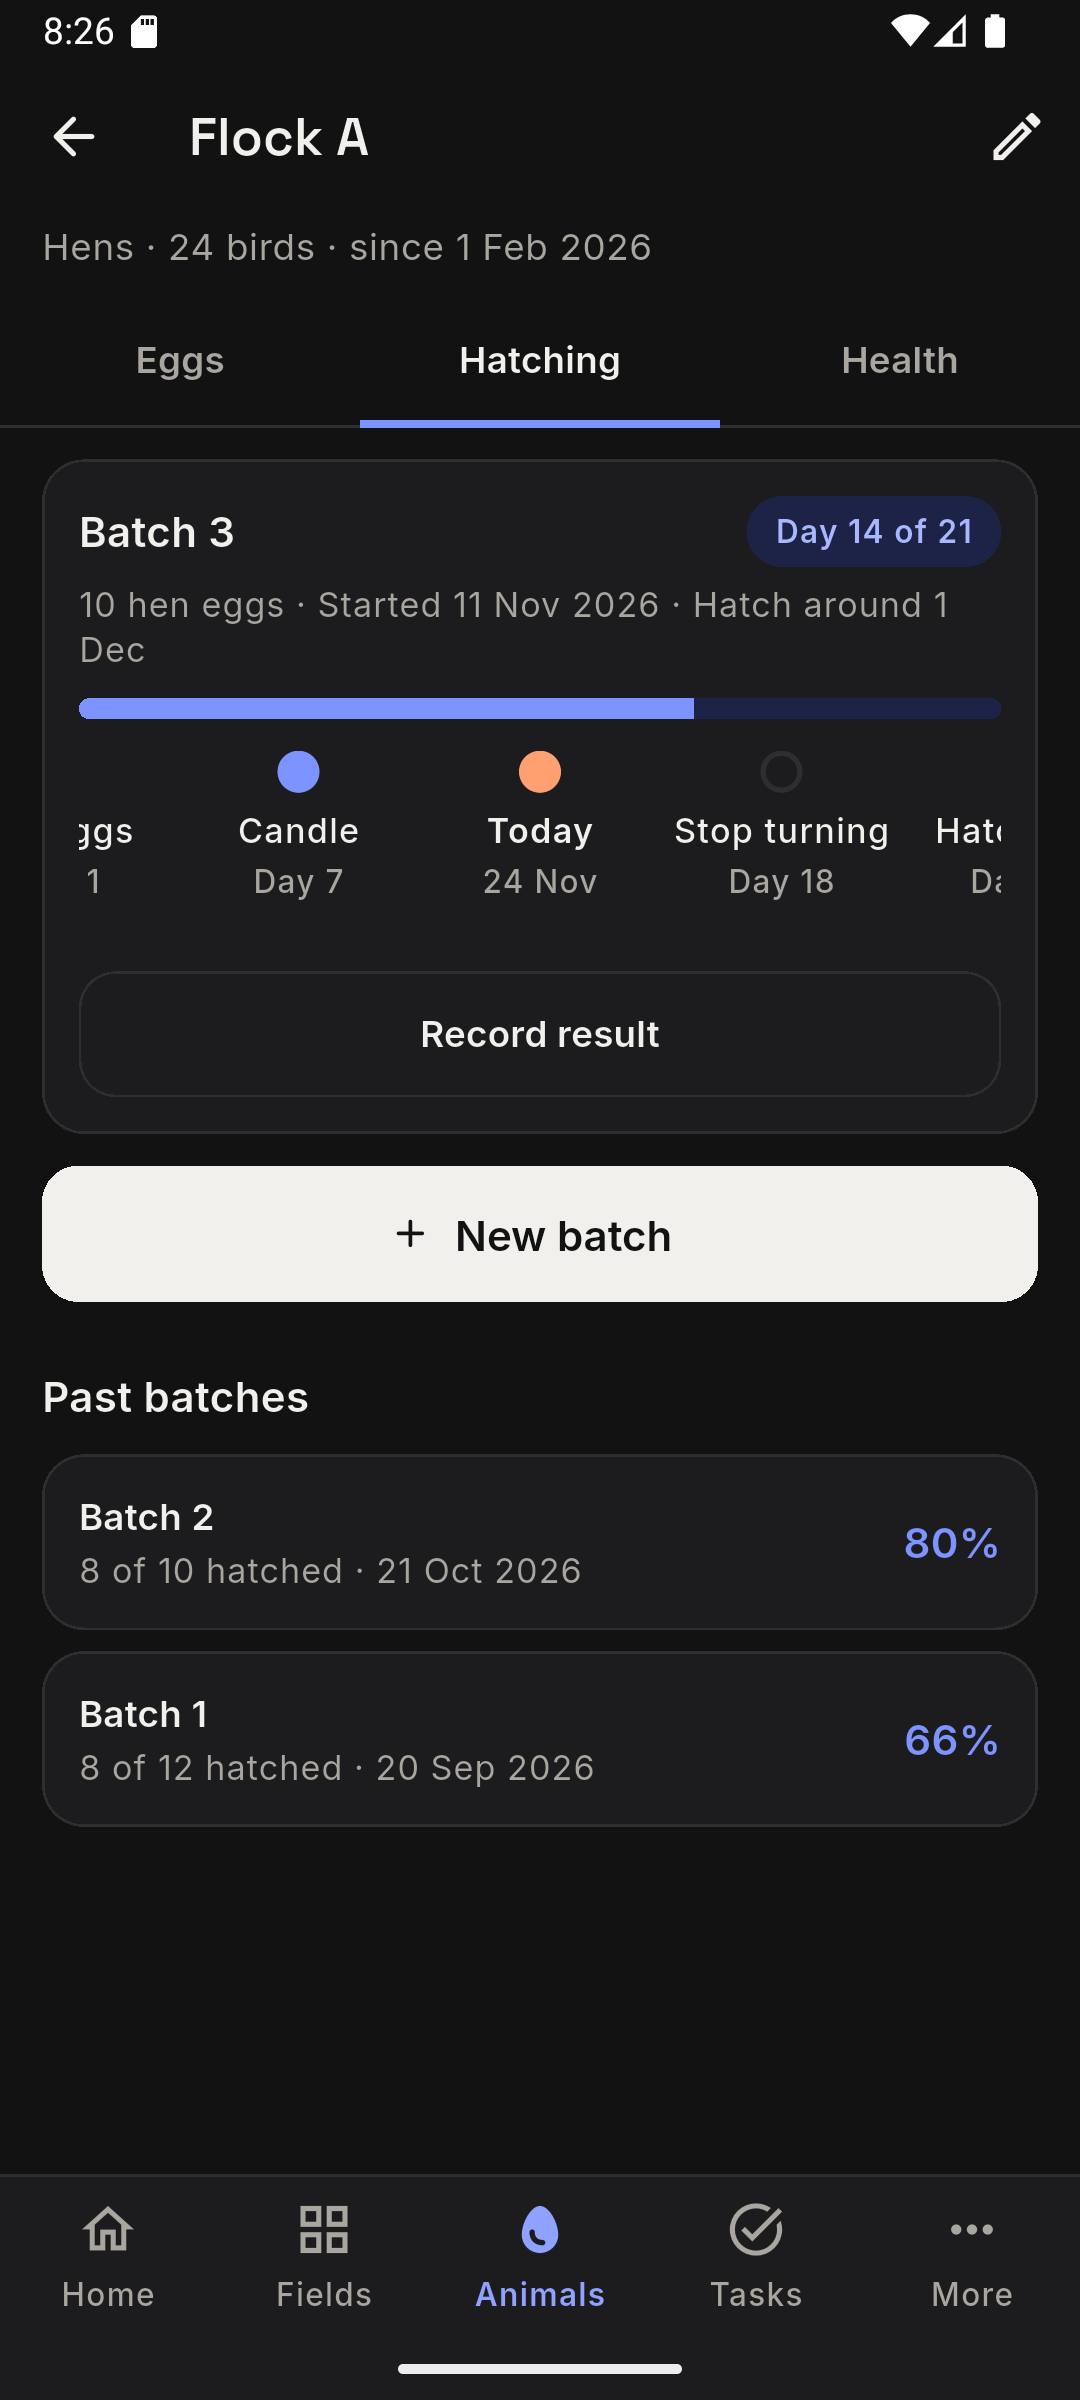 8:26
Flock A
Hens · 24 birds · since 1 Feb 2026
Eggs Hatching Health
Batch 3
Day 14 of 21
10 hen eggs · Started 11 Nov 2026 · Hatch around 1
Dec
Candle Today Stop turning
1 Day 7 24 Nov Day 18
Record result
+ New batch
Past batches
Batch 2
8 of 10 hatched · 21 Oct 2026
80%
Batch 1
8 of 12 hatched · 20 Sep 2026
66%
Home Fields Animals Tasks More